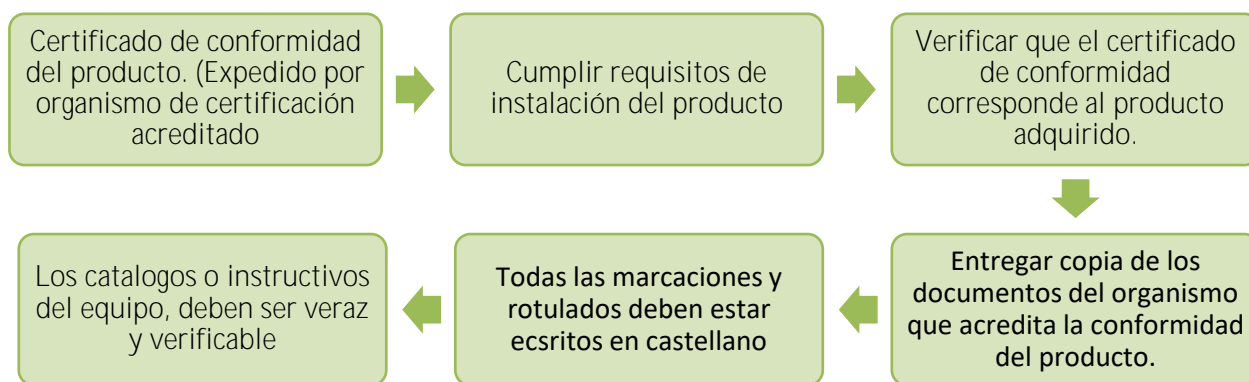 Certificado de conformidad
del producto. (Expedido por
organismo de certificación
acreditado
Cumplir requisitos de
instalación del producto
Verificar que el certificado
de conformidad
corresponde al producto
adquirido.
Entregar copia de los
documentos del organismo
que acredita la conformidad
del producto.
Todas las marcaciones y
rotulados deben estar
ecsritos en castellano
Los catalogos o instructivos
del equipo, deben ser veraz
y verificable